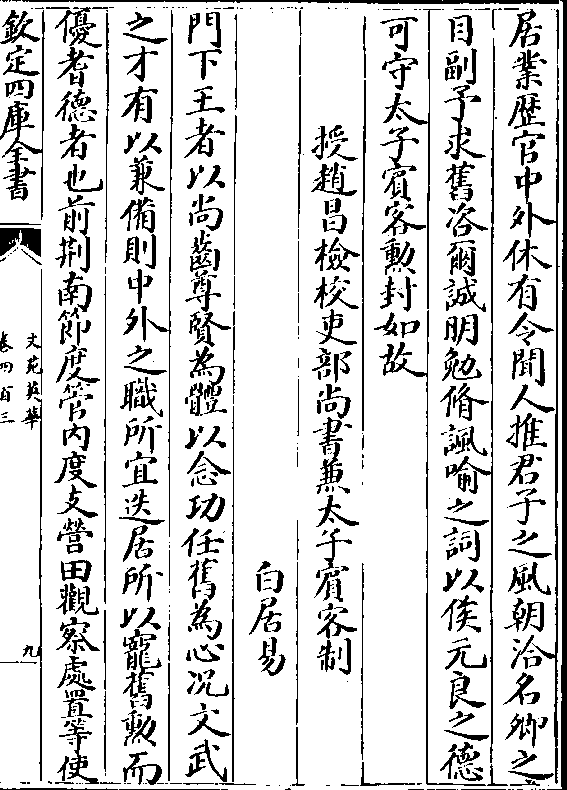 居業歴官中外休有令聞人推君子之風朝洽名卿之
目副予求舊咨爾誠明勉脩諷喻之詞以俟元良之德
可守太子賓客勲封如故
授趙昌檢校吏部尚書兼太子賓客制
白居易
門下王者以尚齒尊賢為體以念功任舊為心况文武
之才有以兼備則中外之職所宜迭居所以寵舊勲而
優耆德者也前荆南節度管内度支營田觀察處置等使
欽定四庫全書
文苑英華
卷四百三
九